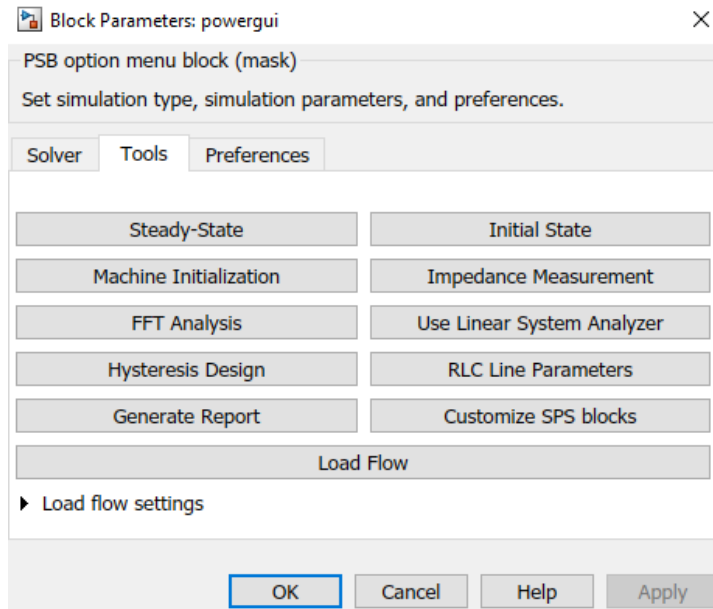 Block Parameters: powergui
PSB option menu block (mask)
Set simulation type, simulation parameters, and preferences.
Solver Tools Preferences
Steady-State Initial State
Machine Initialization Impedance Measurement
FFT Analysis Use Linear System Analyzer
Hysteresis Design RLC Line Parameters
Generate Report Customize SPS blocks
Load Flow
Load flow settings
OK Cancel Help Apply